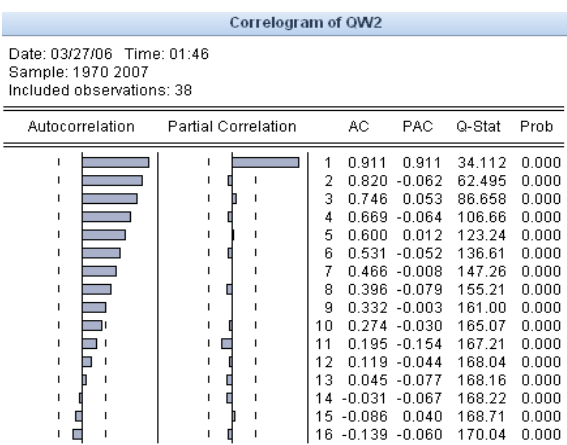 Correlogram of QW2
Date: 03/27/06 Time: 01:46
Sample: 1970 2007
Included observations: 38
Autocorrelation Partial Correlation AC PAC Q-Stat Prob
1 0.911 0.911 34.112 0.000
2 0.820 -0.062 62.495 0.000
3 0.746 0.053 86.658 0.000
4 0.669 -0.064 106.66 0.000
5 0.600 0.012 123.24 0.000
6 0.531 -0.052 136.61 0.000
7 0.466 -0.008 147.26 0.000
8 0.396 -0.079 155.21 0.000
9 0.332 -0.003 161.00 0.000
10 0.274 -0.030 165.07 0.000
11 0.195 -0.154 167.21 0.000
12 0.119 -0.044 168.04 0.000
13 0.045 -0.077 168.16 0.000
14 -0.031 -0.067 168.22 0.000
15 -0.086 0.040 168.71 0.000
16 -0.139 -0.060 170.04 0.000